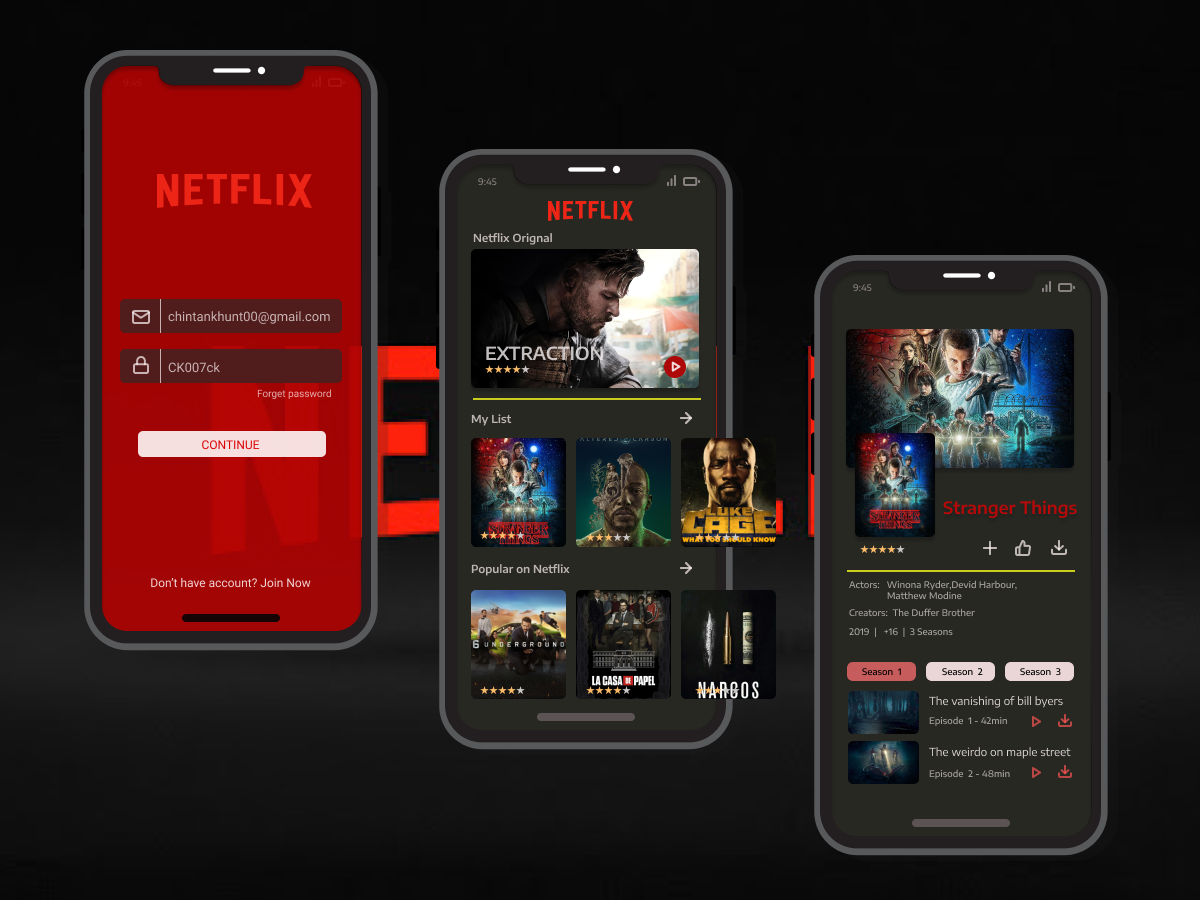 9:45
NETFLIX
chintankhunt00@gmail.com
CK007ck
Forget password
CONTINUE
Don't have account? Join Now
9:45
NETFLIX
Netflix Orignal
EXTRACTION
My List
STRANGER THINGS
ALTERED CARBON
LUKE CAGE
WHAT YOU SHOULD KNOW
Popular on Netflix
6 UNDERGROUND
LA CASA DE PAPEL
NARCOS
9:45
STRANGER THINGS
Stranger Things
Actors: Winona Ryder,Devid Harbour,
Matthew Modine
Creators: The Duffer Brother
2019 | +16 | 3 Seasons
Season 1
Season 2
Season 3
The vanishing of bill byers
Episode 1 - 42min
The weirdo on maple street
Episode 2 - 48min